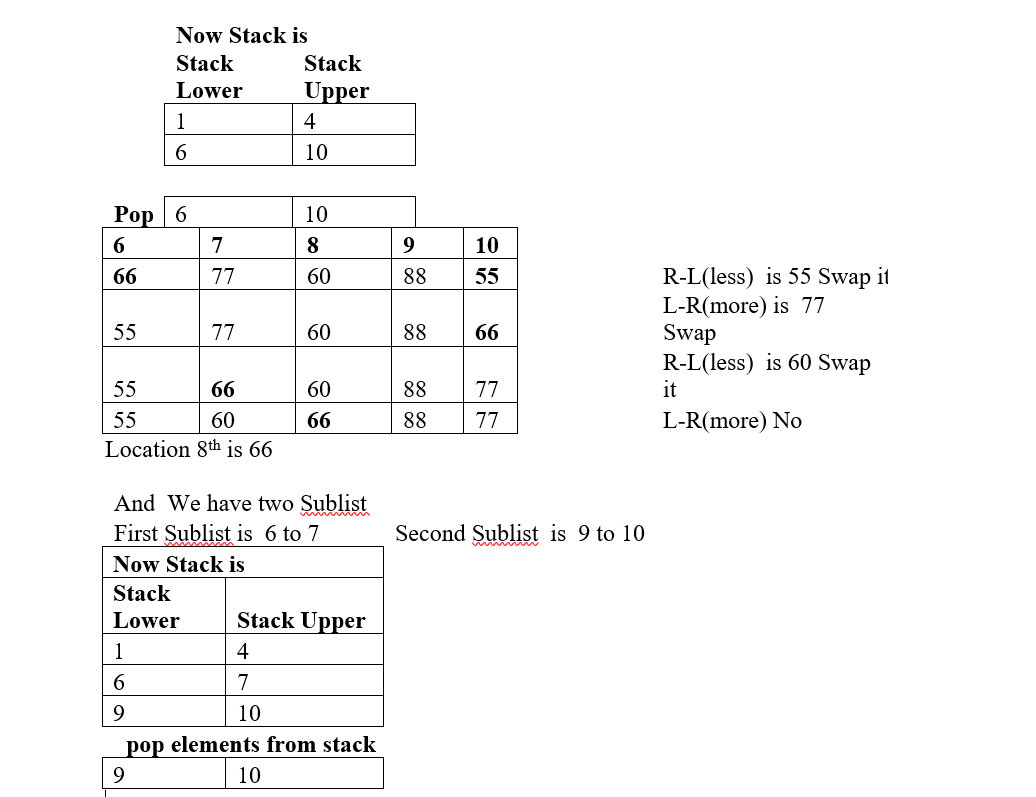 Now Stack is
Stack Lower Stack Upper
1 4
6 10
Pop 6 10
6 7 8 9 10
66 77 60 88 55 R-L(less) is 55 Swap it
L-R(more) is 77
55 77 60 88 66 Swap
R-L(less) is 60 Swap
55 66 60 88 77 it
55 60 66 88 77 L-R(more) No
Location 8th is 66
And We have two Sublist
First Sublist is 6 to 7 Second Sublist is 9 to 10
Now Stack is
Stack
Lower Stack Upper
1 4
6 7
9 10
pop elements from stack
9 10